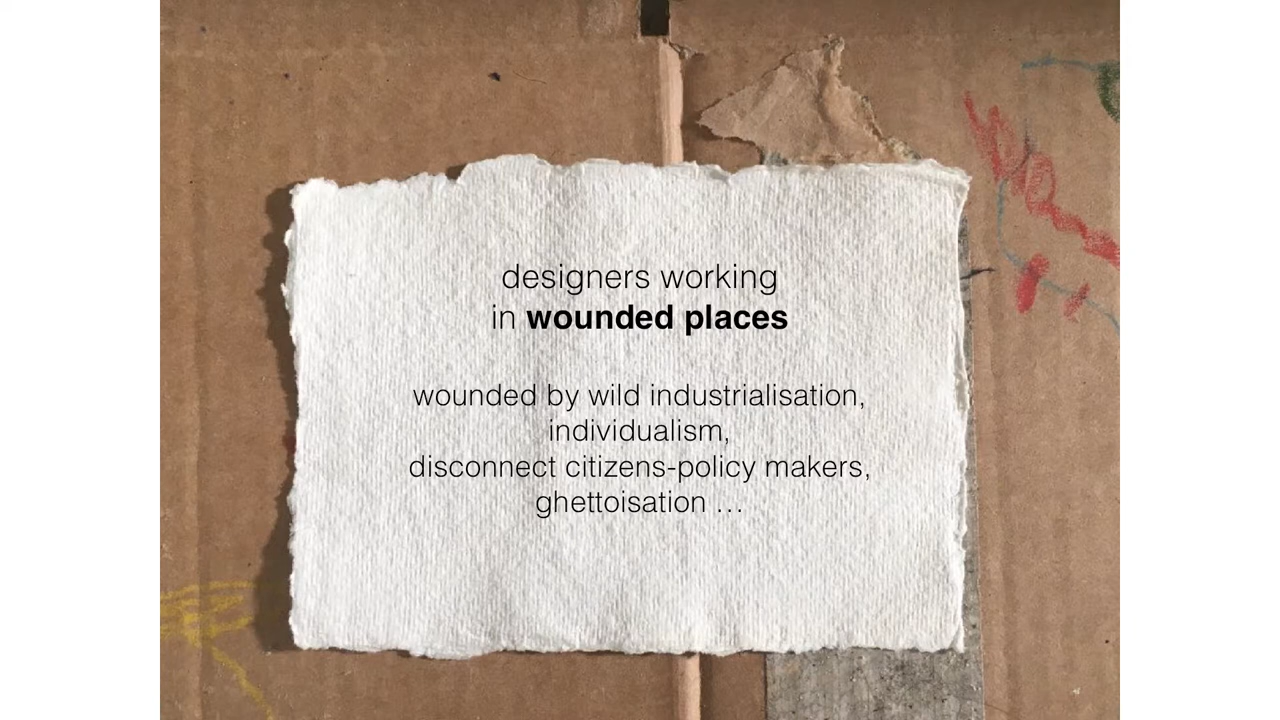 designers working
in wounded places
wounded by wild industrialisation,
individualism,
disconnect citizens-policy makers,
ghettoisation …